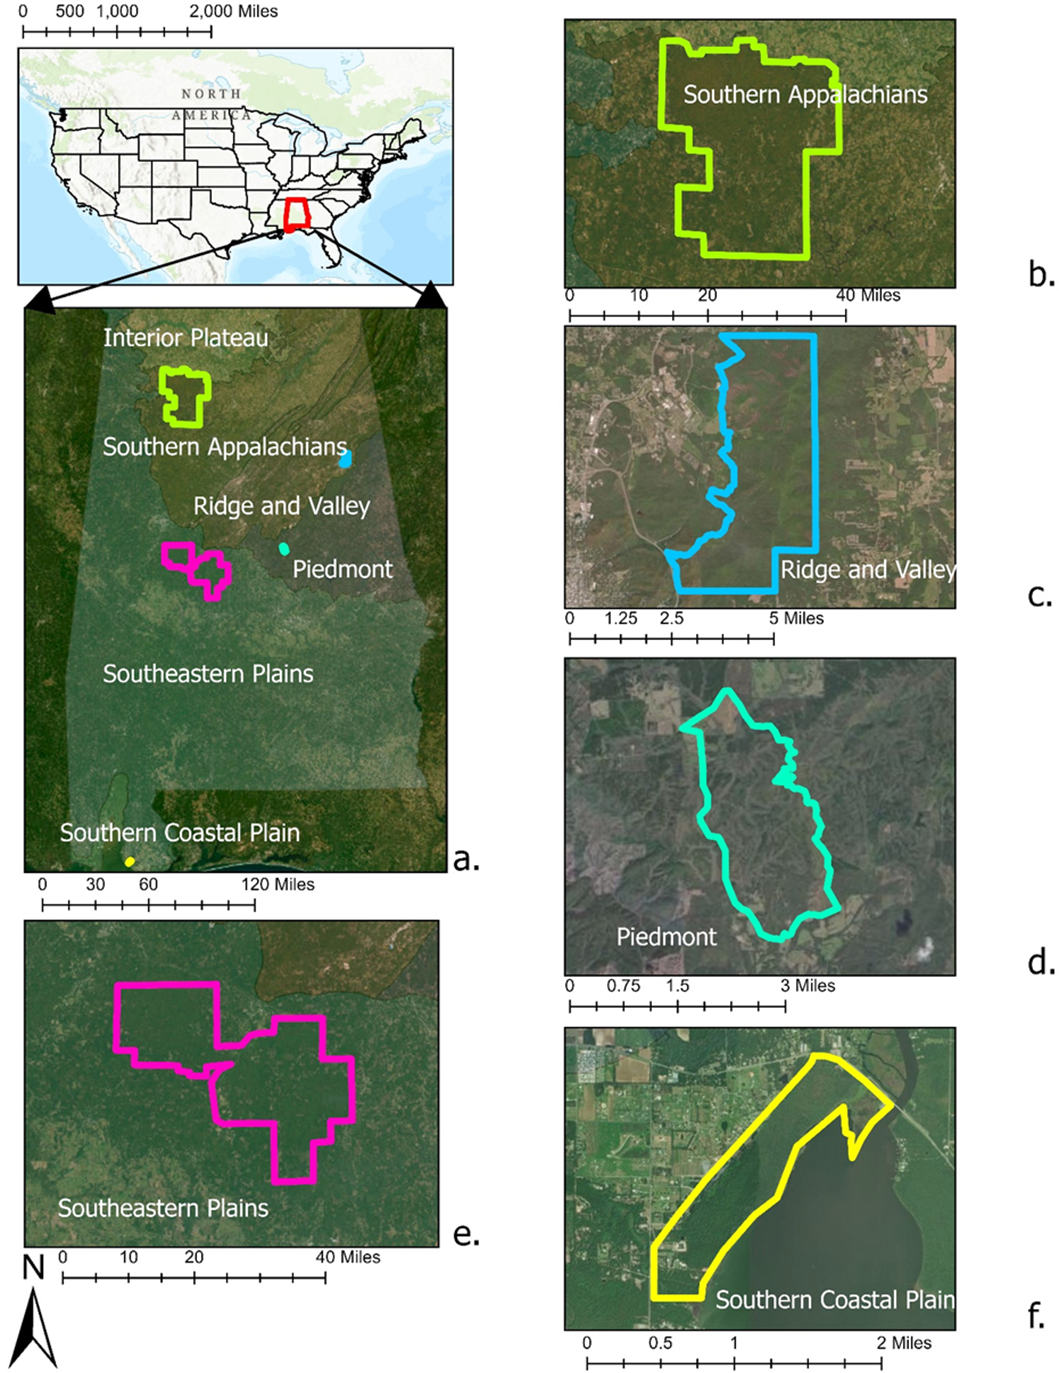 0 500 1,000 2,000 Miles
NORTH
AMERICA
Interior Plateau
Southern Appalachians
Ridge and Valley
Piedmont
Southeastern Plains
Southern Coastal Plain
a.
0 30 60 120 Miles
Southern Appalachians
b.
0 10 20 40 Miles
Ridge and Valley
c.
0 1.25 2.5 5 Miles
Piedmont
d.
0 0.75 1.5 3 Miles
Southeastern Plains
e.
N
0 10 20 40 Miles
Southern Coastal Plain
f.
0 0.5 1 2 Miles